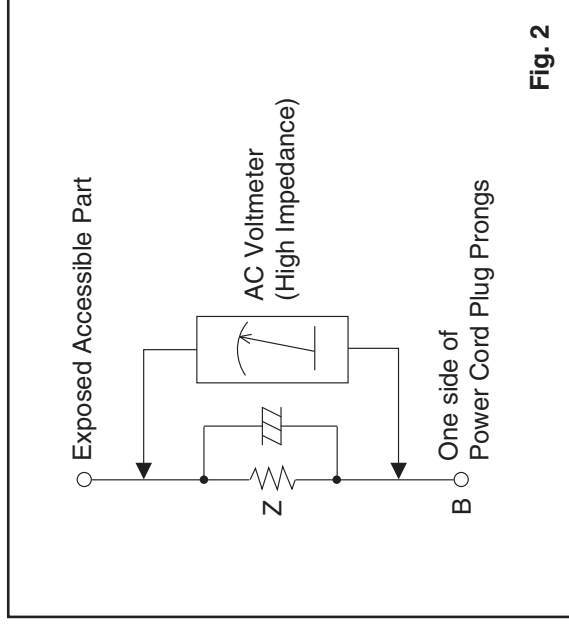 Exposed Accessible Part
AC Voltmeter
(High Impedance)
Z
One side of
B
Power Cord Plug Prongs
Fig. 2